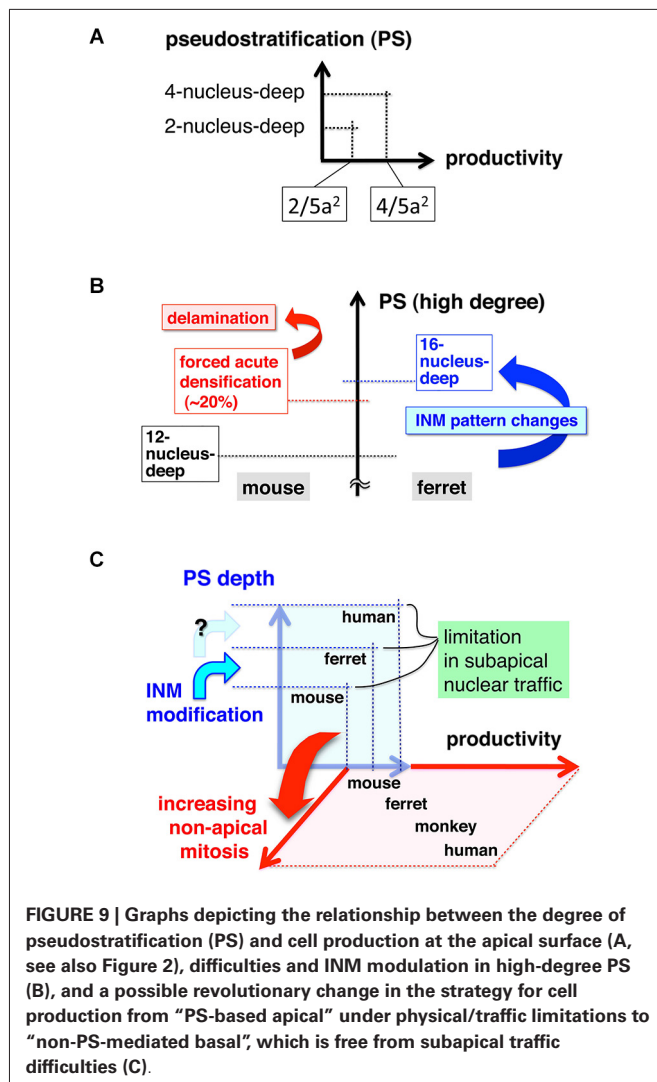 A
pseudostratification (PS)
4-nucleus-deep
2-nucleus-deep
productivity
2/5a²
4/5a²
B
PS (high degree)
delamination
forced acute
densification
(~20%)
12-
nucleus-
deep
mouse
16-
nucleus-
deep
INM pattern changes
ferret
C
PS depth
?
INM
modification
human
ferret
mouse
limitation
in subapical
nuclear traffic
productivity
increasing
non-apical
mitosis
mouse
ferret
monkey
human
FIGURE 9 | Graphs depicting the relationship between the degree of
pseudostratification (PS) and cell production at the apical surface (A,
see also Figure 2), difficulties and INM modulation in high-degree PS
(B), and a possible revolutionary change in the strategy for cell
production from “PS-based apical” under physical/traffic limitations to
“non-PS-mediated basal”, which is free from subapical traffic
difficulties (C).